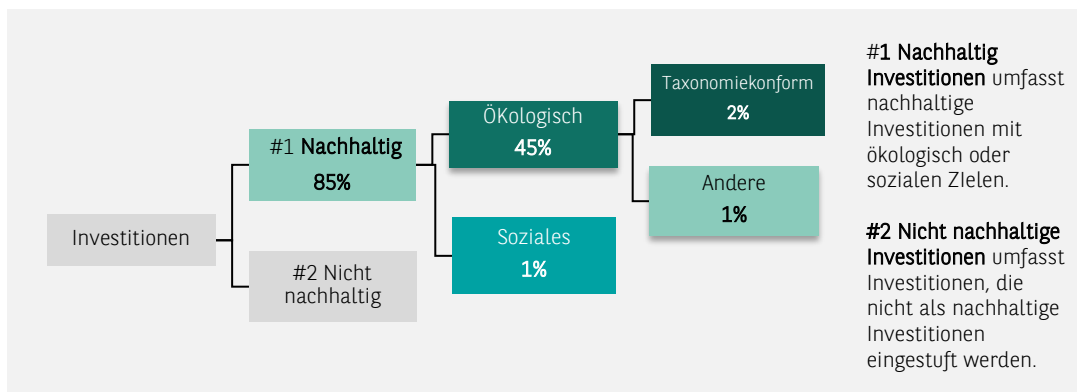 Investitionen
#1 Nachhaltig
85%
#2 Nicht
nachhaltig
ÖKologisch
45%
Soziales
1%
Taxonomiekonform
2%
Andere
1%
#1 Nachhaltig
Investitionen umfasst
nachhaltige
Investitionen mit
ökologisch oder
sozialen ZIelen.
#2 Nicht nachhaltige
Investitionen umfasst
Investitionen, die
nicht als nachhaltige
Investitionen
eingestuft werden.